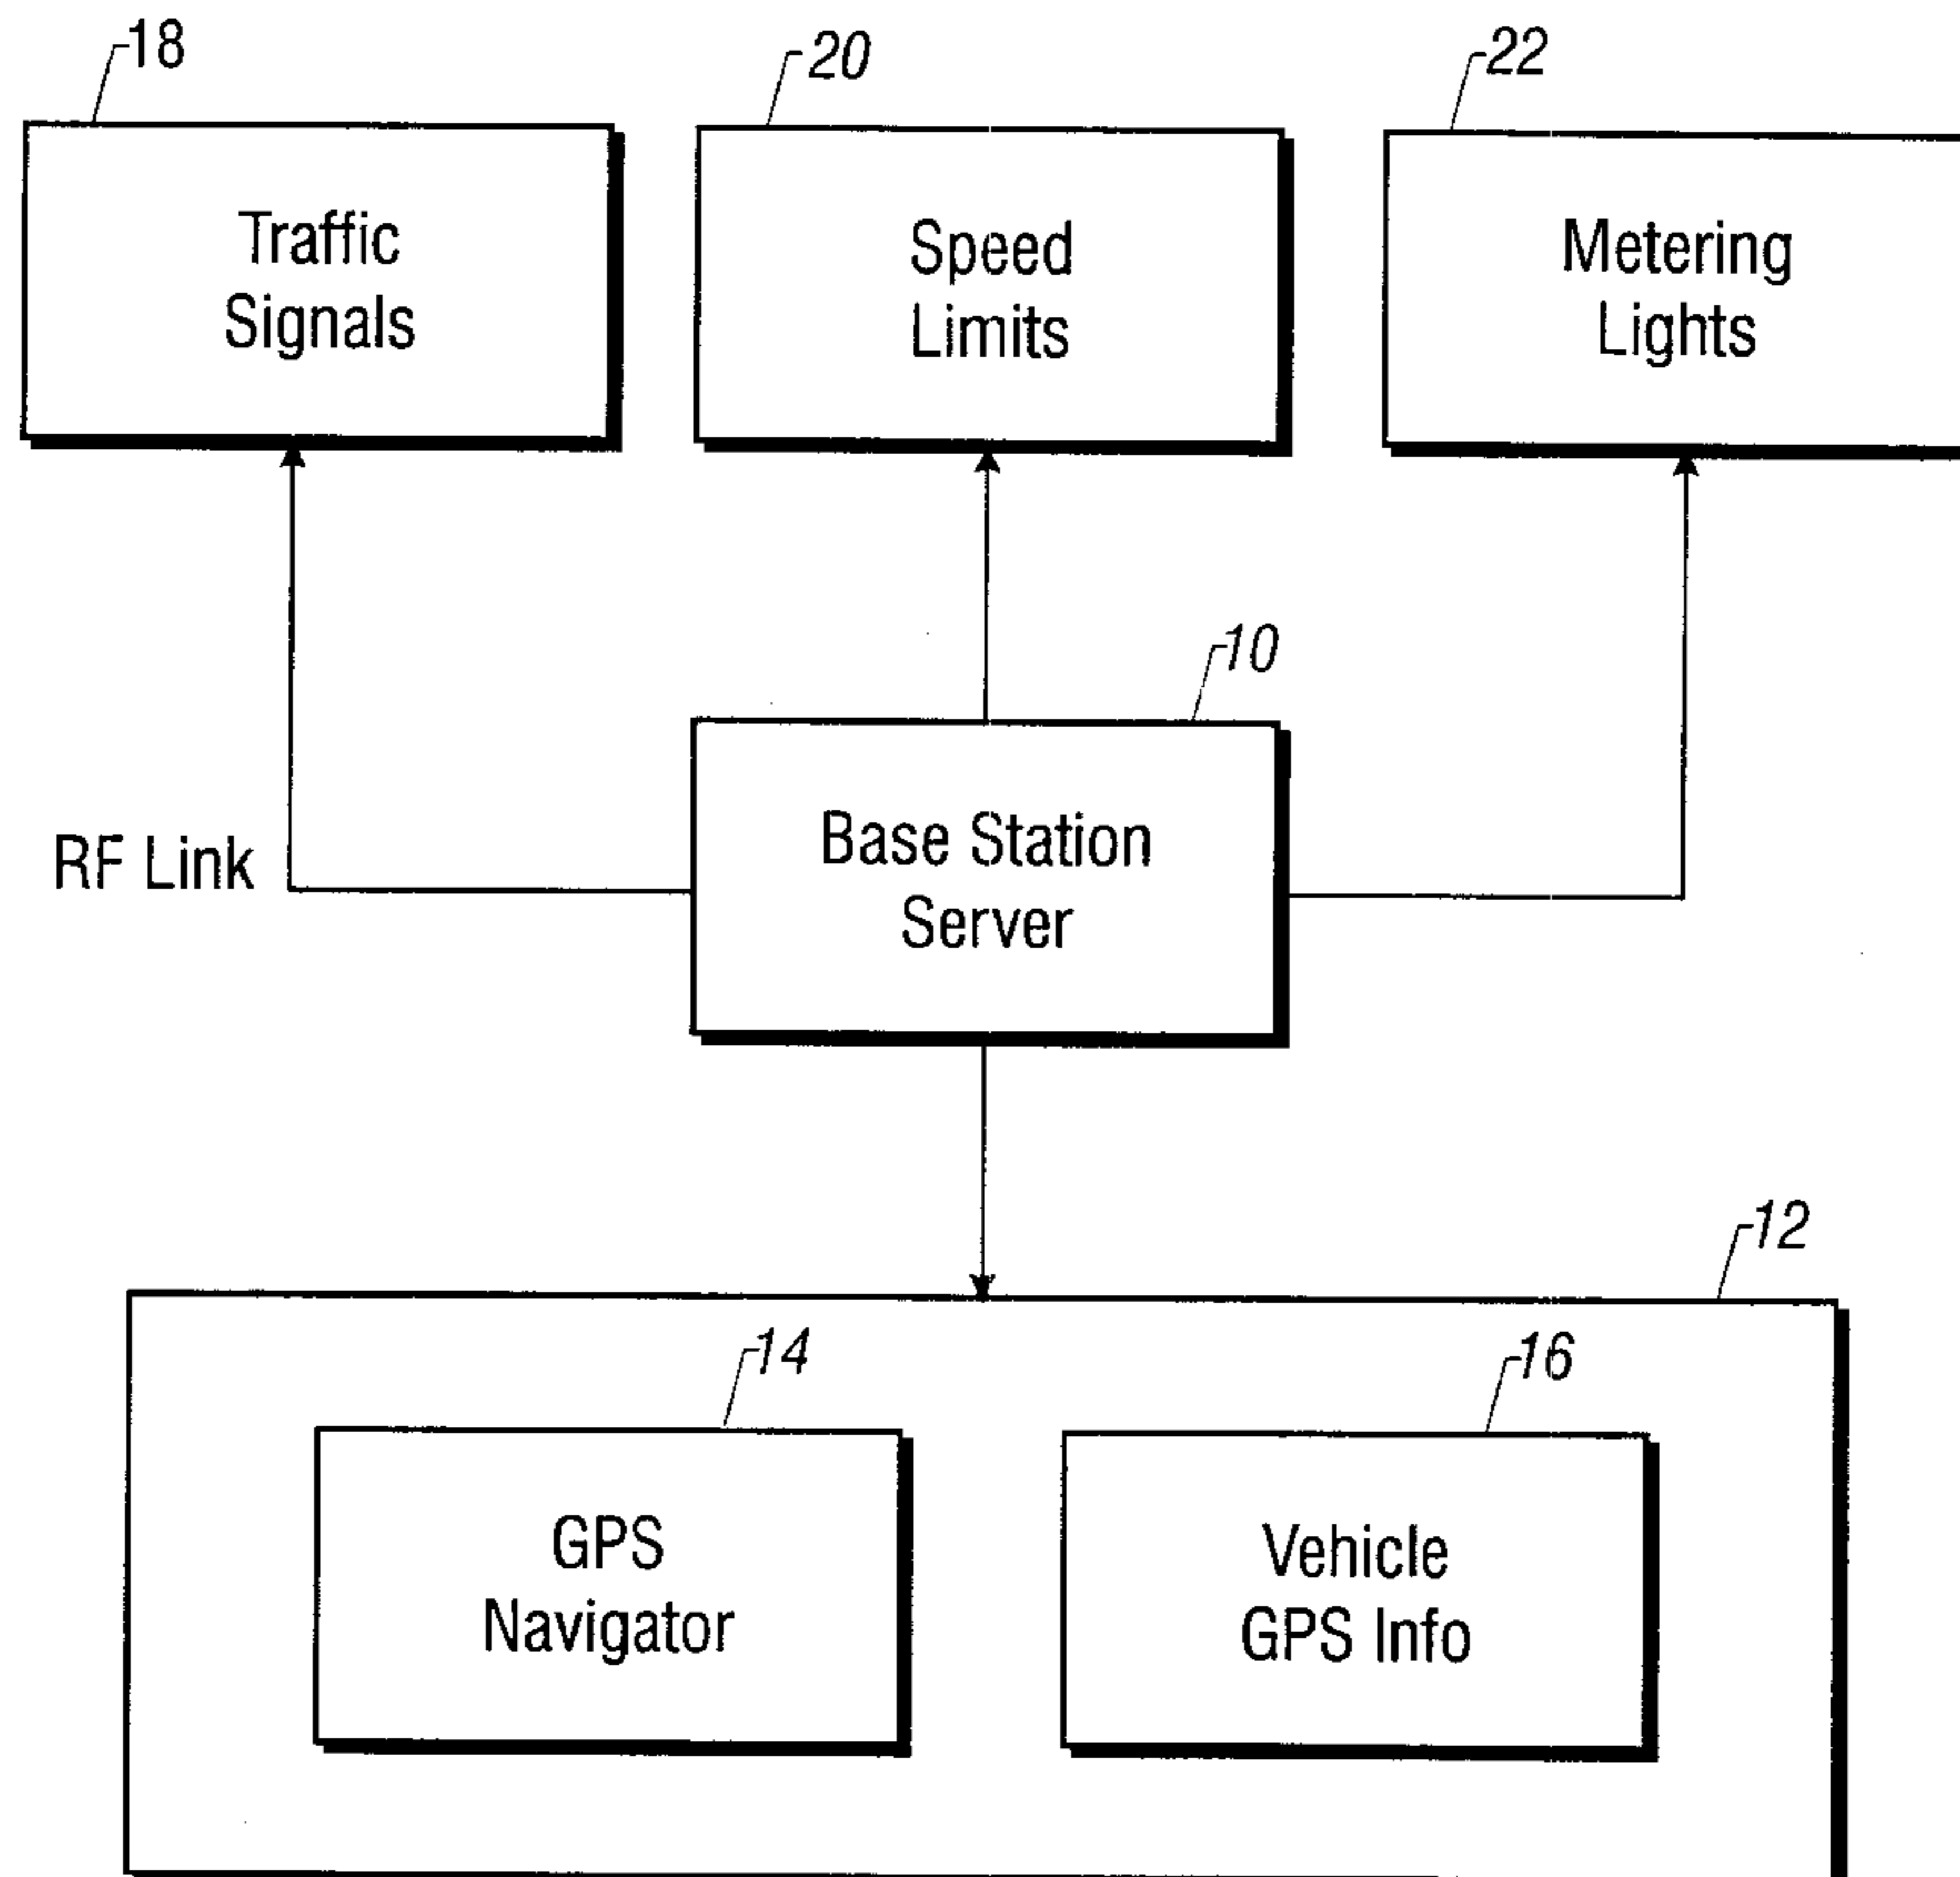 18
20
22
Traffic
Signals
Speed
Limits
Metering
Lights
10
RF Link
Base Station
Server
12
14
16
GPS
Navigator
Vehicle
GPS Info